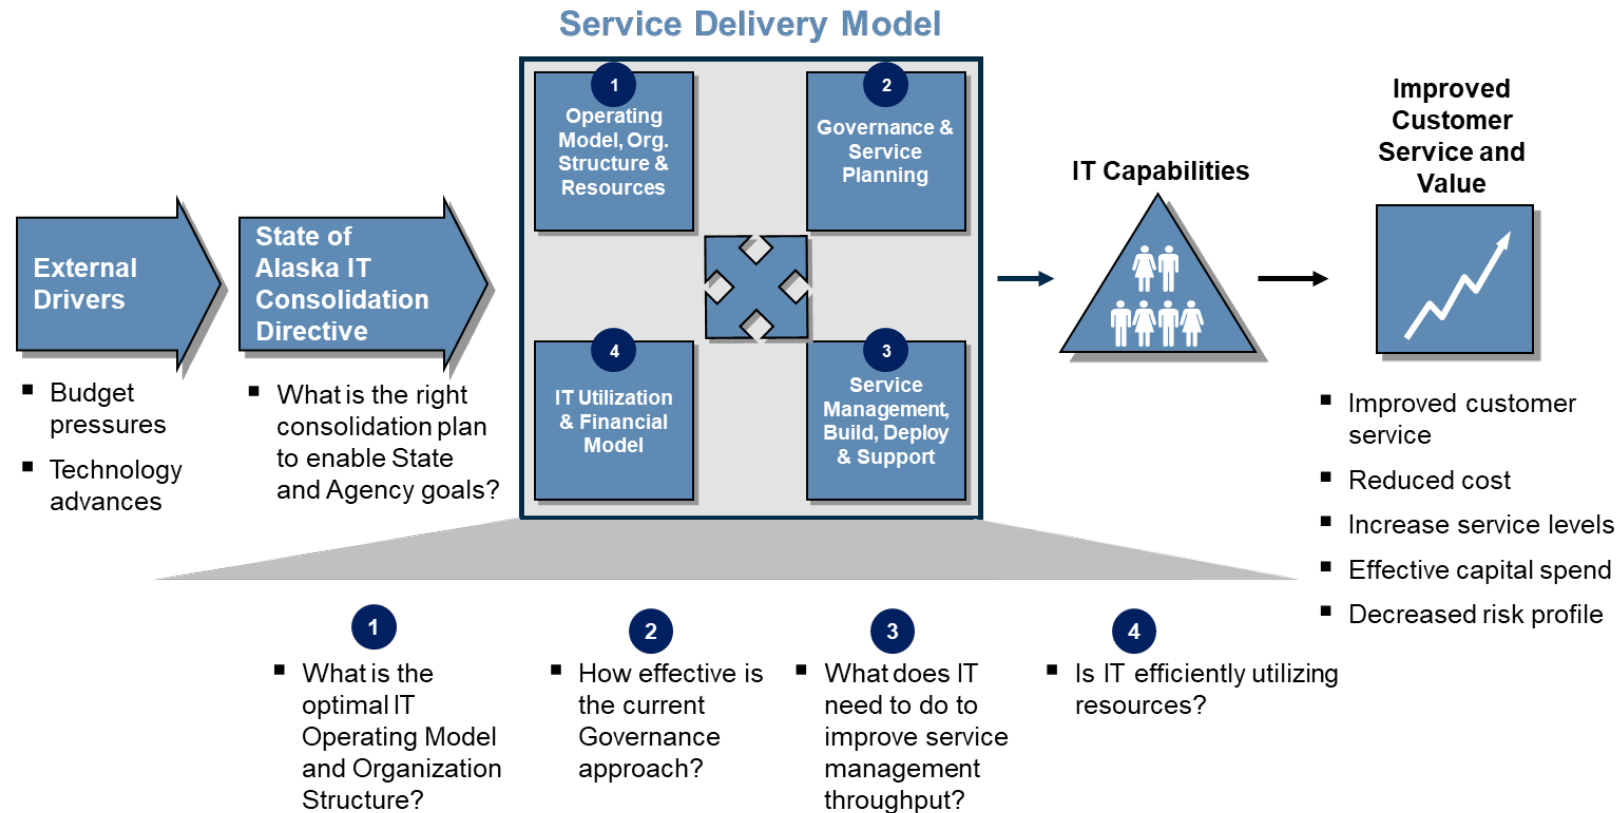 Service Delivery Model
External
Drivers
▪ Budget
pressures
▪ Technology
advances
State of
Alaska IT
Consolidation
Directive
▪ What is the right
consolidation plan
to enable State
and Agency goals?
1
Operating
Model, Org.
Structure &
Resources
2
Governance &
Service
Planning
4
IT Utilization
& Financial
Model
3
Service
Management,
Build, Deploy
& Support
IT Capabilities
Improved
Customer
Service and
Value
▪ Improved customer
service
▪ Reduced cost
▪ Increase service levels
▪ Effective capital spend
▪ Decreased risk profile
1
▪ What is the
optimal IT
Operating Model
and Organization
Structure?
2
▪ How effective is
the current
Governance
approach?
3
▪ What does IT
need to do to
improve service
management
throughput?
4
▪ Is IT efficiently utilizing
resources?